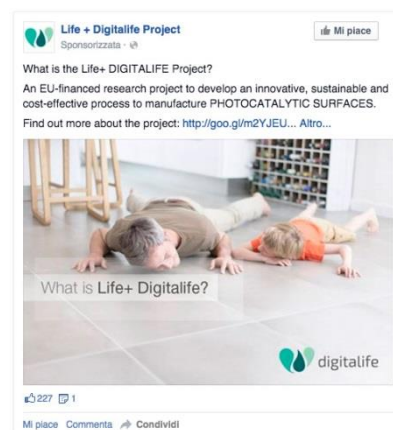 Life + Digitalife Project
Mi piace
Sponsorizzata ·
What is the Life+ DIGITALIFE Project?
An EU-financed research project to develop an innovative, sustainable and
cost-effective process to manufacture PHOTOCATALYTIC SURFACES.
Find out more about the project: http://goo.gl/m2YJEU... Altro...
What is Life+ Digitalife?
digitalife
227 1
Mi piace Commenta Condividi